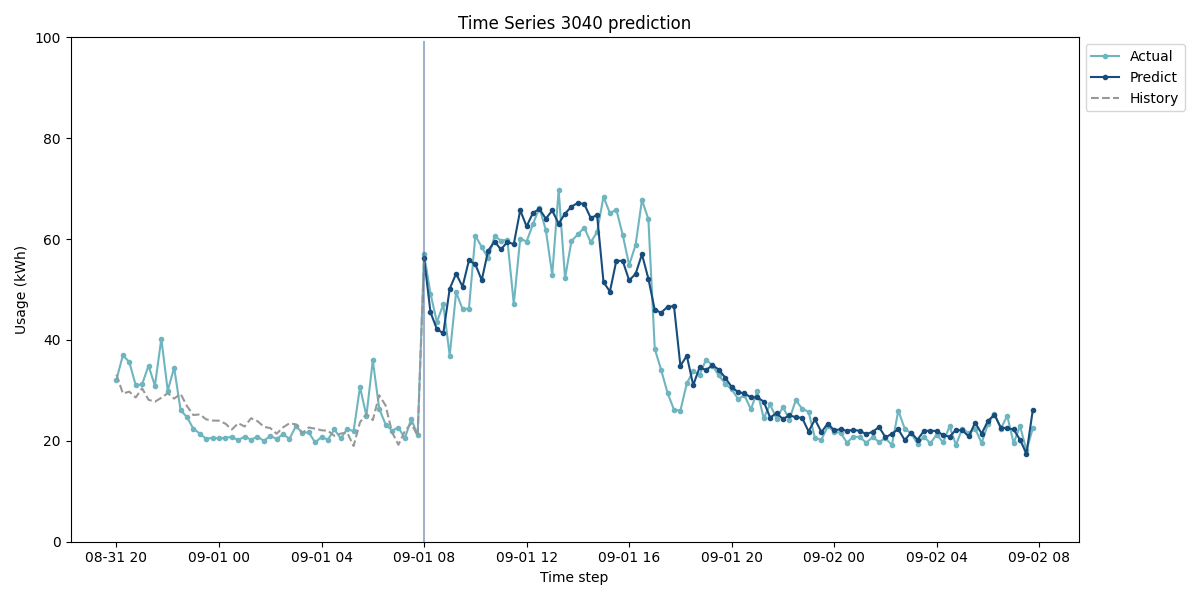 Time Series 3040 prediction
100
80
60
40
20
0
Usage (kWh)
08-31 20
09-01 00
09-01 04
09-01 08
09-01 12
09-01 16
09-01 20
09-02 00
09-02 04
09-02 08
Time step
Actual
Predict
History